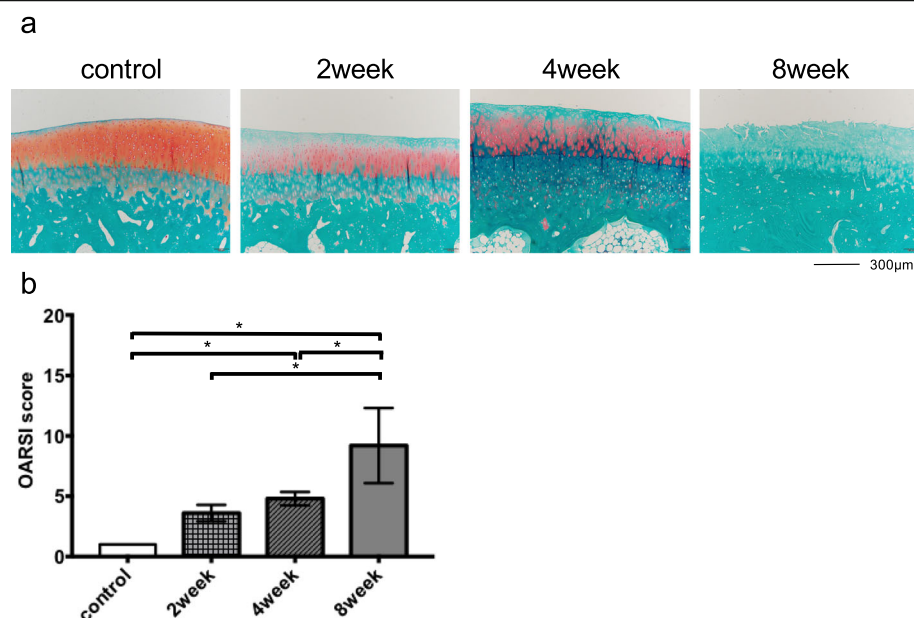 a
control 2week 4week 8week
300μm
b
20
*
* *
*
15
10
5
0
OARSI score
control 2week 4week 8week